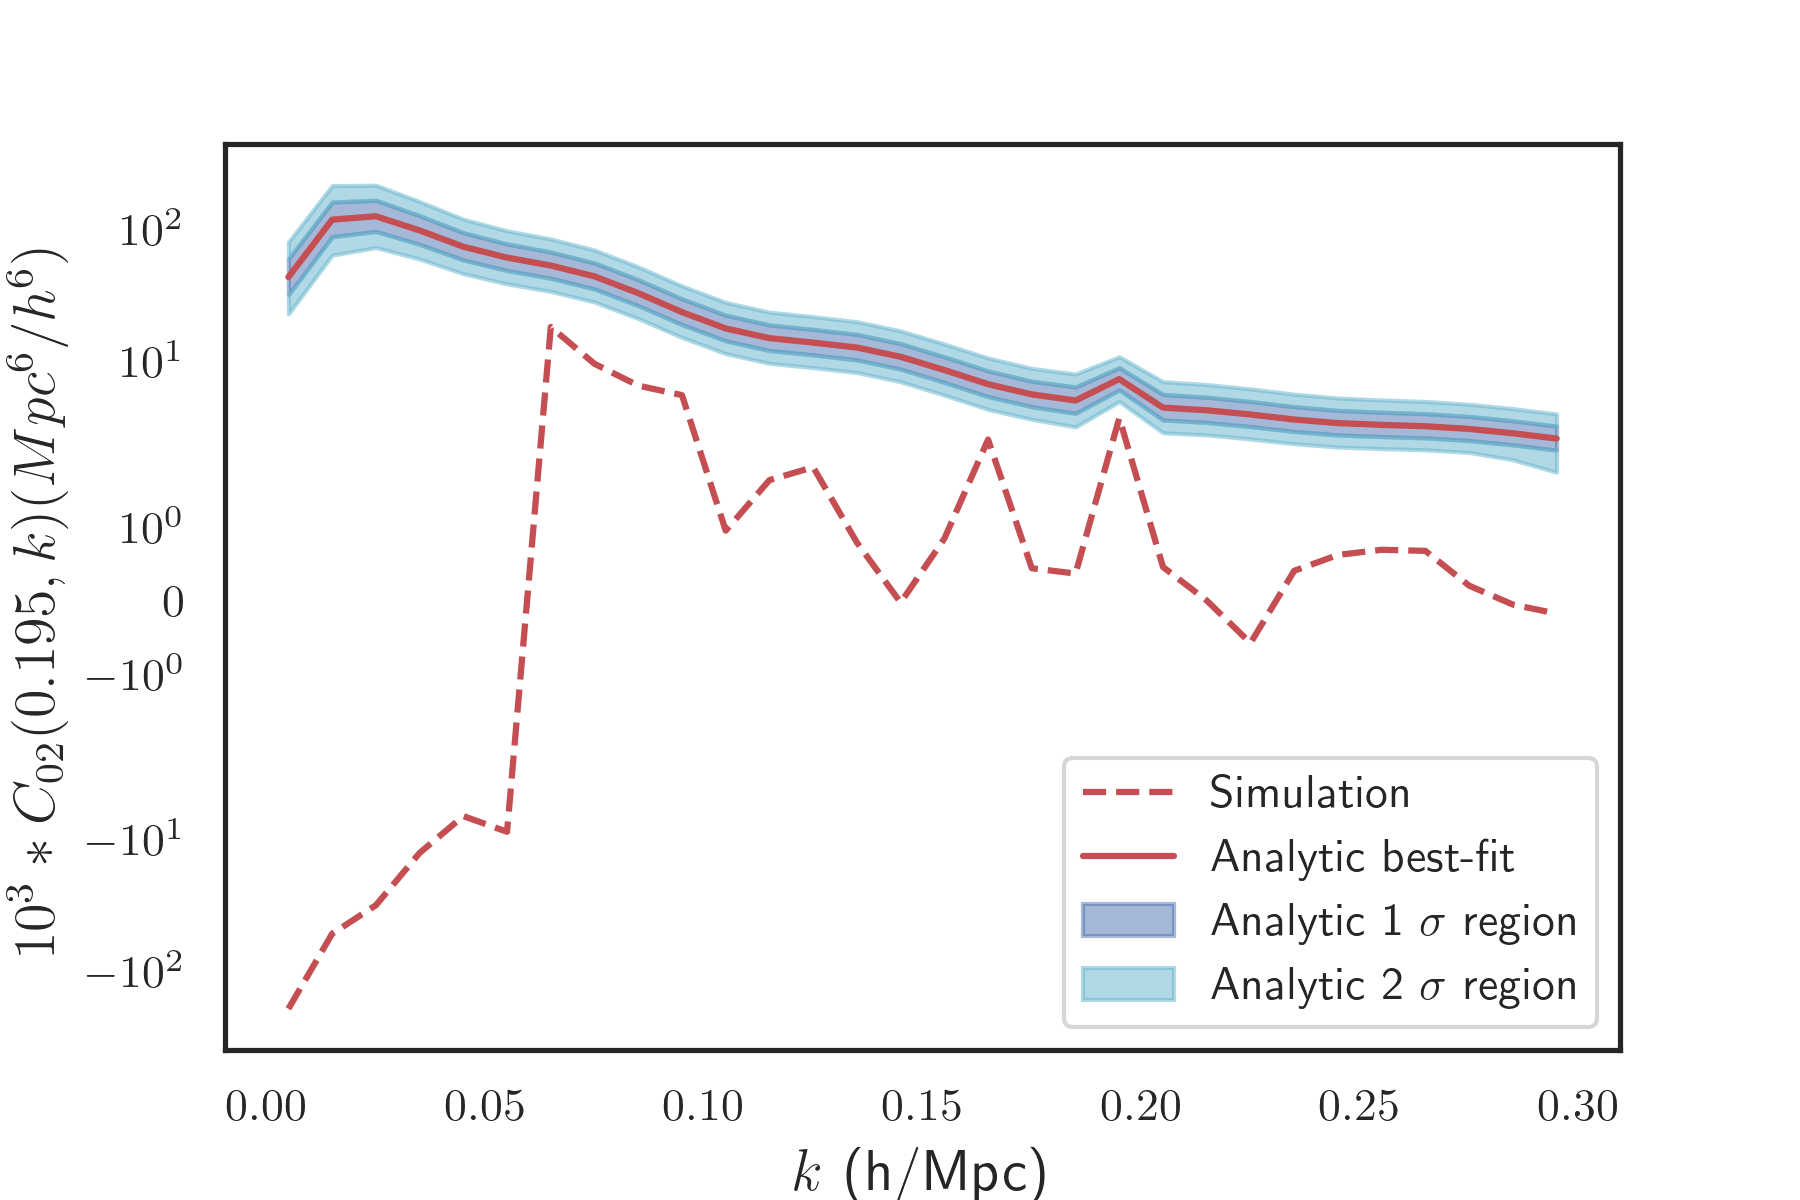 10^3 * C_{02}(0.195, k)(Mpc^6/h^6)
10^2
10^1
10^0
0
−10^0
−10^1
−10^2
Simulation
Analytic best-fit
Analytic 1 σ region
Analytic 2 σ region
0.00 0.05 0.10 0.15 0.20 0.25 0.30
k (h/Mpc)